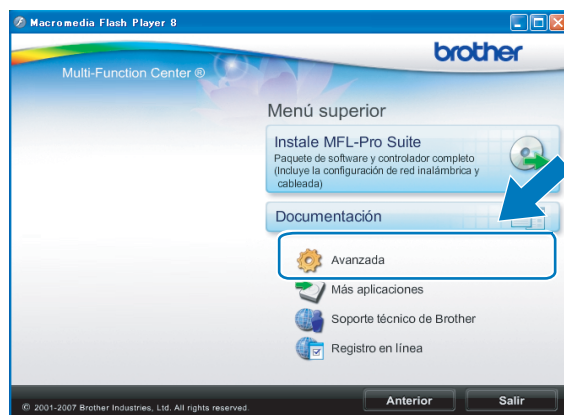 Macromedia Flash Player 8
brother
Multi-Function Center ®
Menú superior
Instale MFL-Pro Suite
Paquete de software y controlador completo
(Incluye la configuración de red inalámbrica y
cableada)
Documentación
Avanzada
Más aplicaciones
Soporte técnico de Brother
Registro en línea
© 2001-2007 Brother Industries, Ltd. All rights reserved.
Anterior
Salir